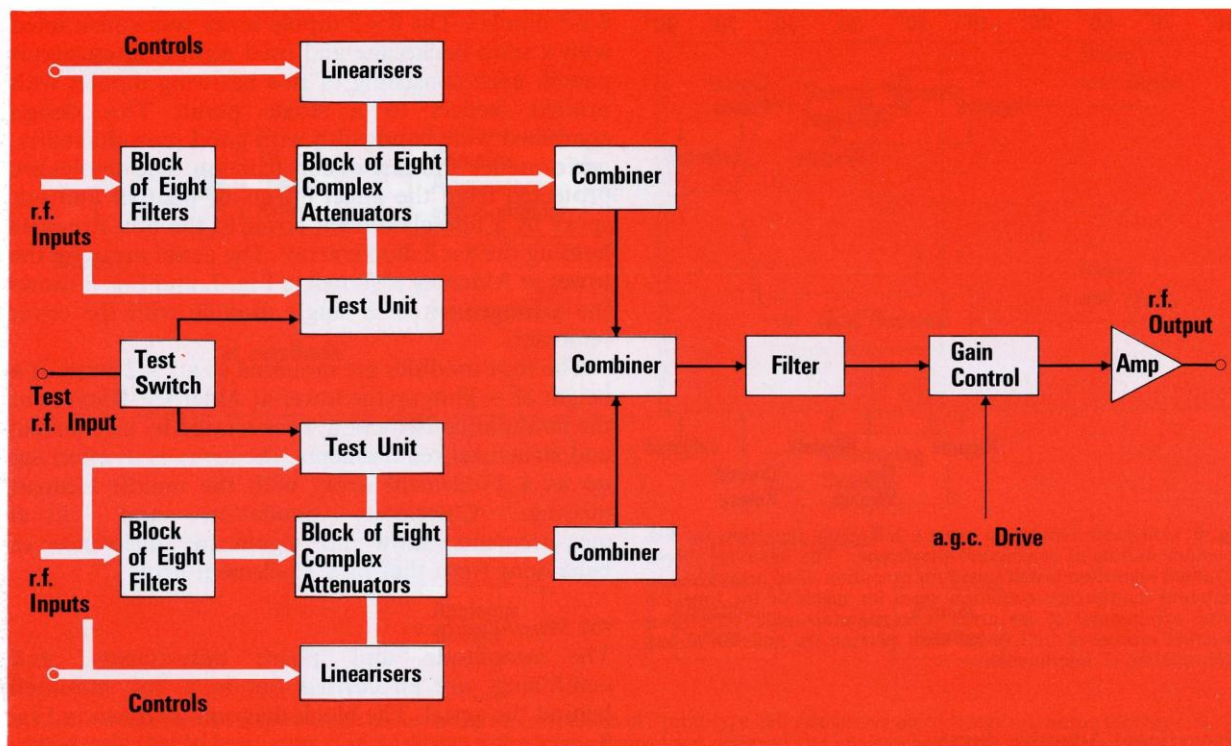 Controls
Linearisers
Block
of Eight
Filters
Block of Eight
Complex
Attenuators
Combiner
r.f.
Inputs
Test Unit
Test
Switch
Test
r.f. Input
Combiner
Filter
Gain
Control
Amp
r.f.
Output
Test Unit
Block
of Eight
Filters
Block of Eight
Complex
Attenuators
Combiner
a.g.c. Drive
r.f.
Inputs
Linearisers
Controls